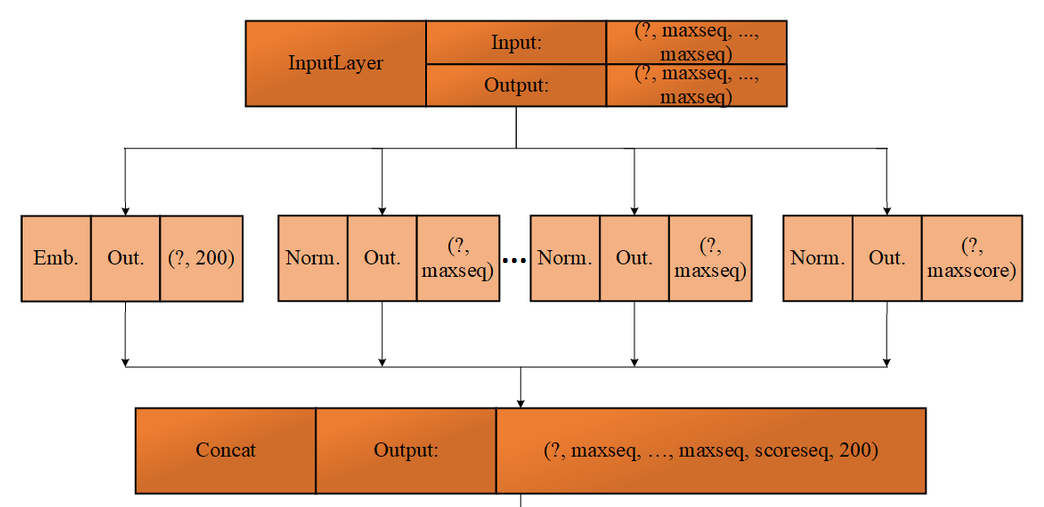 InputLayer
Input:
(?, maxseq, ...,
maxseq)
Output:
(?, maxseq, ...,
maxseq)
Emb.
Out.
(?, 200)
Norm.
Out.
(?,
maxseq)
...
Norm.
Out.
(?,
maxseq)
Norm.
Out.
(?,
maxscore)
Concat
Output:
(?, maxseq, …, maxseq, scoreseq, 200)